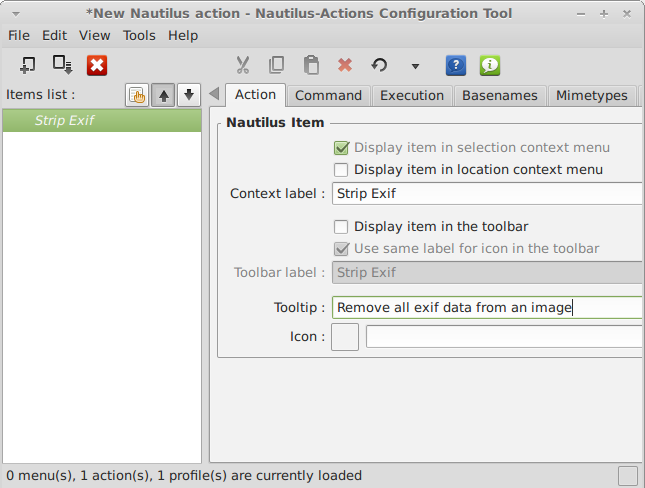 *New Nautilus action - Nautilus-Actions Configuration Tool
File Edit View Tools Help
Items list :
Action Command Execution Basenames Mimetypes
Strip Exif
Nautilus Item
Display item in selection context menu
Display item in location context menu
Context label : Strip Exif
Display item in the toolbar
Use same label for icon in the toolbar
Toolbar label : Strip Exif
Tooltip : Remove all exif data from an image
Icon :
0 menu(s), 1 action(s), 1 profile(s) are currently loaded